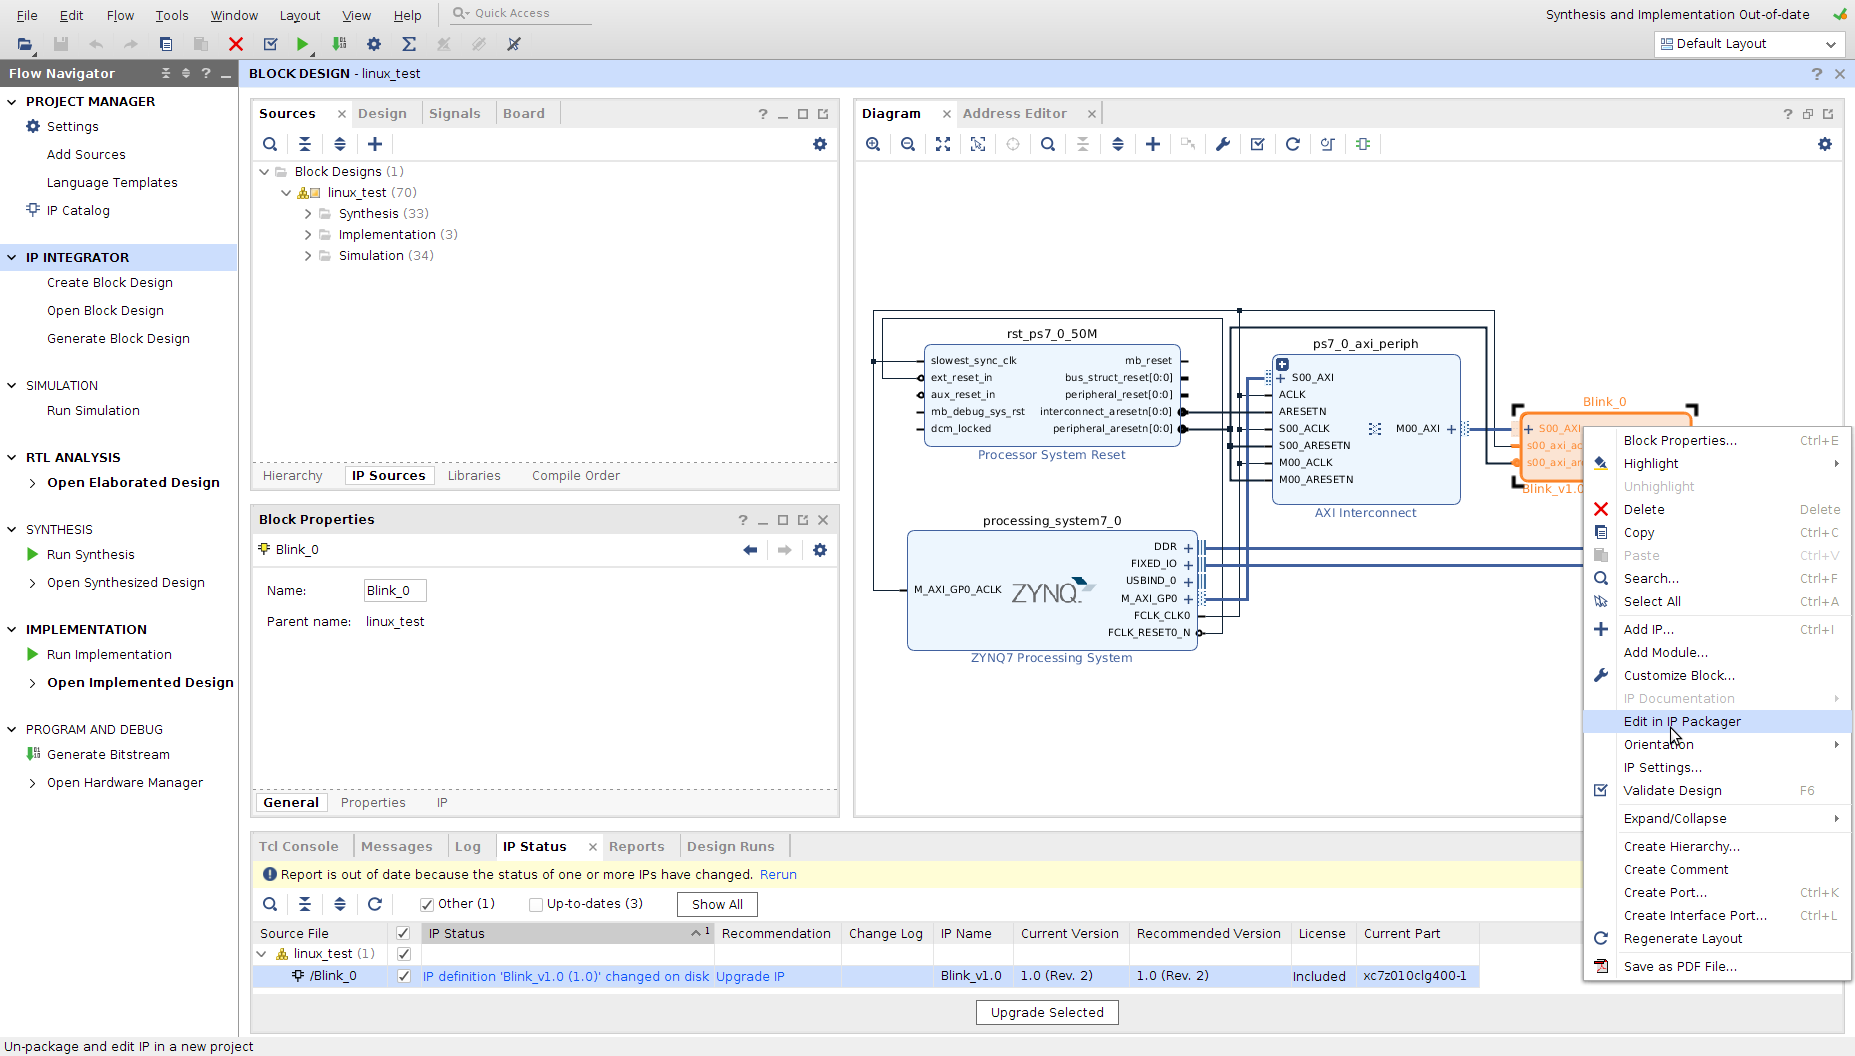 File Edit Flow Tools Window Layout View Help Quick Access
Synthesis and Implementation Out-of-date
Default Layout
Flow Navigator
BLOCK DESIGN - linux_test
PROJECT MANAGER
Settings
Add Sources
Language Templates
IP Catalog
IP INTEGRATOR
Create Block Design
Open Block Design
Generate Block Design
SIMULATION
Run Simulation
RTL ANALYSIS
Open Elaborated Design
SYNTHESIS
Run Synthesis
Open Synthesized Design
IMPLEMENTATION
Run Implementation
Open Implemented Design
PROGRAM AND DEBUG
Generate Bitstream
Open Hardware Manager
Sources Design Signals Board
Block Designs (1)
linux_test (70)
Synthesis (33)
Implementation (3)
Simulation (34)
Hierarchy IP Sources Libraries Compile Order
Block Properties
Blink_0
Name: Blink_0
Parent name: linux_test
General Properties IP
Diagram Address Editor
rst_ps7_0_50M
slowest_sync_clk
ext_reset_in
aux_reset_in
mb_debug_sys_rst
dcm_locked
mb_reset
bus_struct_reset[0:0]
peripheral_reset[0:0]
interconnect_aresetn[0:0]
peripheral_aresetn[0:0]
Processor System Reset
ps7_0_axi_periph
S00_AXI
ACLK
ARESETN
S00_ACLK
S00_ARESETN
M00_ACLK
M00_ARESETN
M00_AXI
AXI Interconnect
processing_system7_0
M_AXI_GP0_ACLK
ZYNQ
DDR
FIXED_IO
USBIND_0
M_AXI_GP0
FCLK_CLK0
FCLK_RESET0_N
ZYNQ7 Processing System
Blink_0
S00_AXI
s00_axi_ac
s00_axi_ar
Blink_v1.0
Block Properties... Ctrl+E
Highlight
Unhighlight
Delete Delete
Copy Ctrl+C
Paste Ctrl+V
Search... Ctrl+F
Select All Ctrl+A
Add IP... Ctrl+I
Add Module...
Customize Block...
IP Documentation
Edit in IP Packager
Orientation
IP Settings...
Validate Design F6
Expand/Collapse
Create Hierarchy...
Create Comment
Create Port... Ctrl+K
Create Interface Port... Ctrl+L
Regenerate Layout
Save as PDF File...
Tcl Console Messages Log IP Status Reports Design Runs
Report is out of date because the status of one or more IPs have changed. Rerun
Other (1) Up-to-dates (3) Show All
Source File IP Status 1 Recommendation Change Log IP Name Current Version Recommended Version License Current Part
linux_test (1)
/Blink_0 IP definition 'Blink_v1.0 (1.0)' changed on disk Upgrade IP Blink_v1.0 1.0 (Rev. 2) 1.0 (Rev. 2) Included xc7z010clg400-1
Upgrade Selected
Un-package and edit IP in a new project